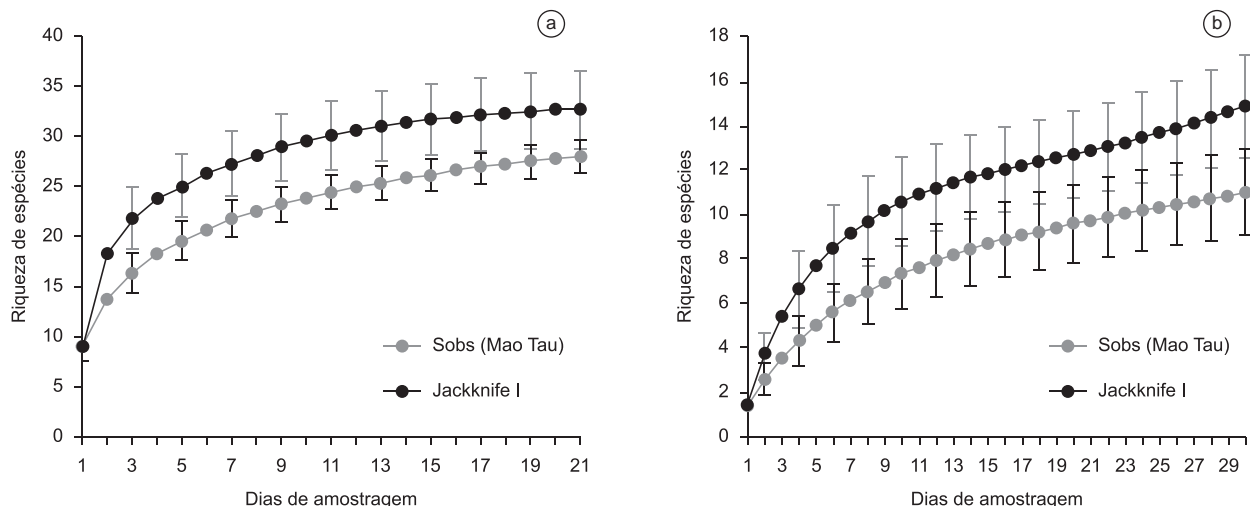 a
40
35
30
25
20
15
10
5
0
Riqueza de espécies
Sobs (Mao Tau)
Jackknife I
1 3 5 7 9 11 13 15 17 19 21
Dias de amostragem
b
18
16
14
12
10
8
6
4
2
0
Riqueza de espécies
Sobs (Mao Tau)
Jackknife I
1 3 5 7 9 11 13 15 17 19 21 23 25 27 29
Dias de amostragem